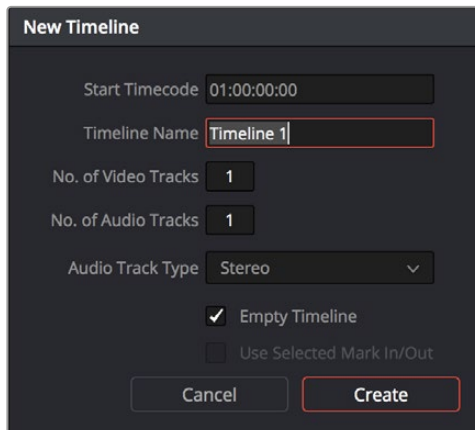 New Timeline
Start Timecode 01:00:00:00
Timeline Name Timeline 1
No. of Video Tracks 1
No. of Audio Tracks 1
Audio Track Type Stereo
Empty Timeline
Use Selected Mark In/Out
Cancel Create